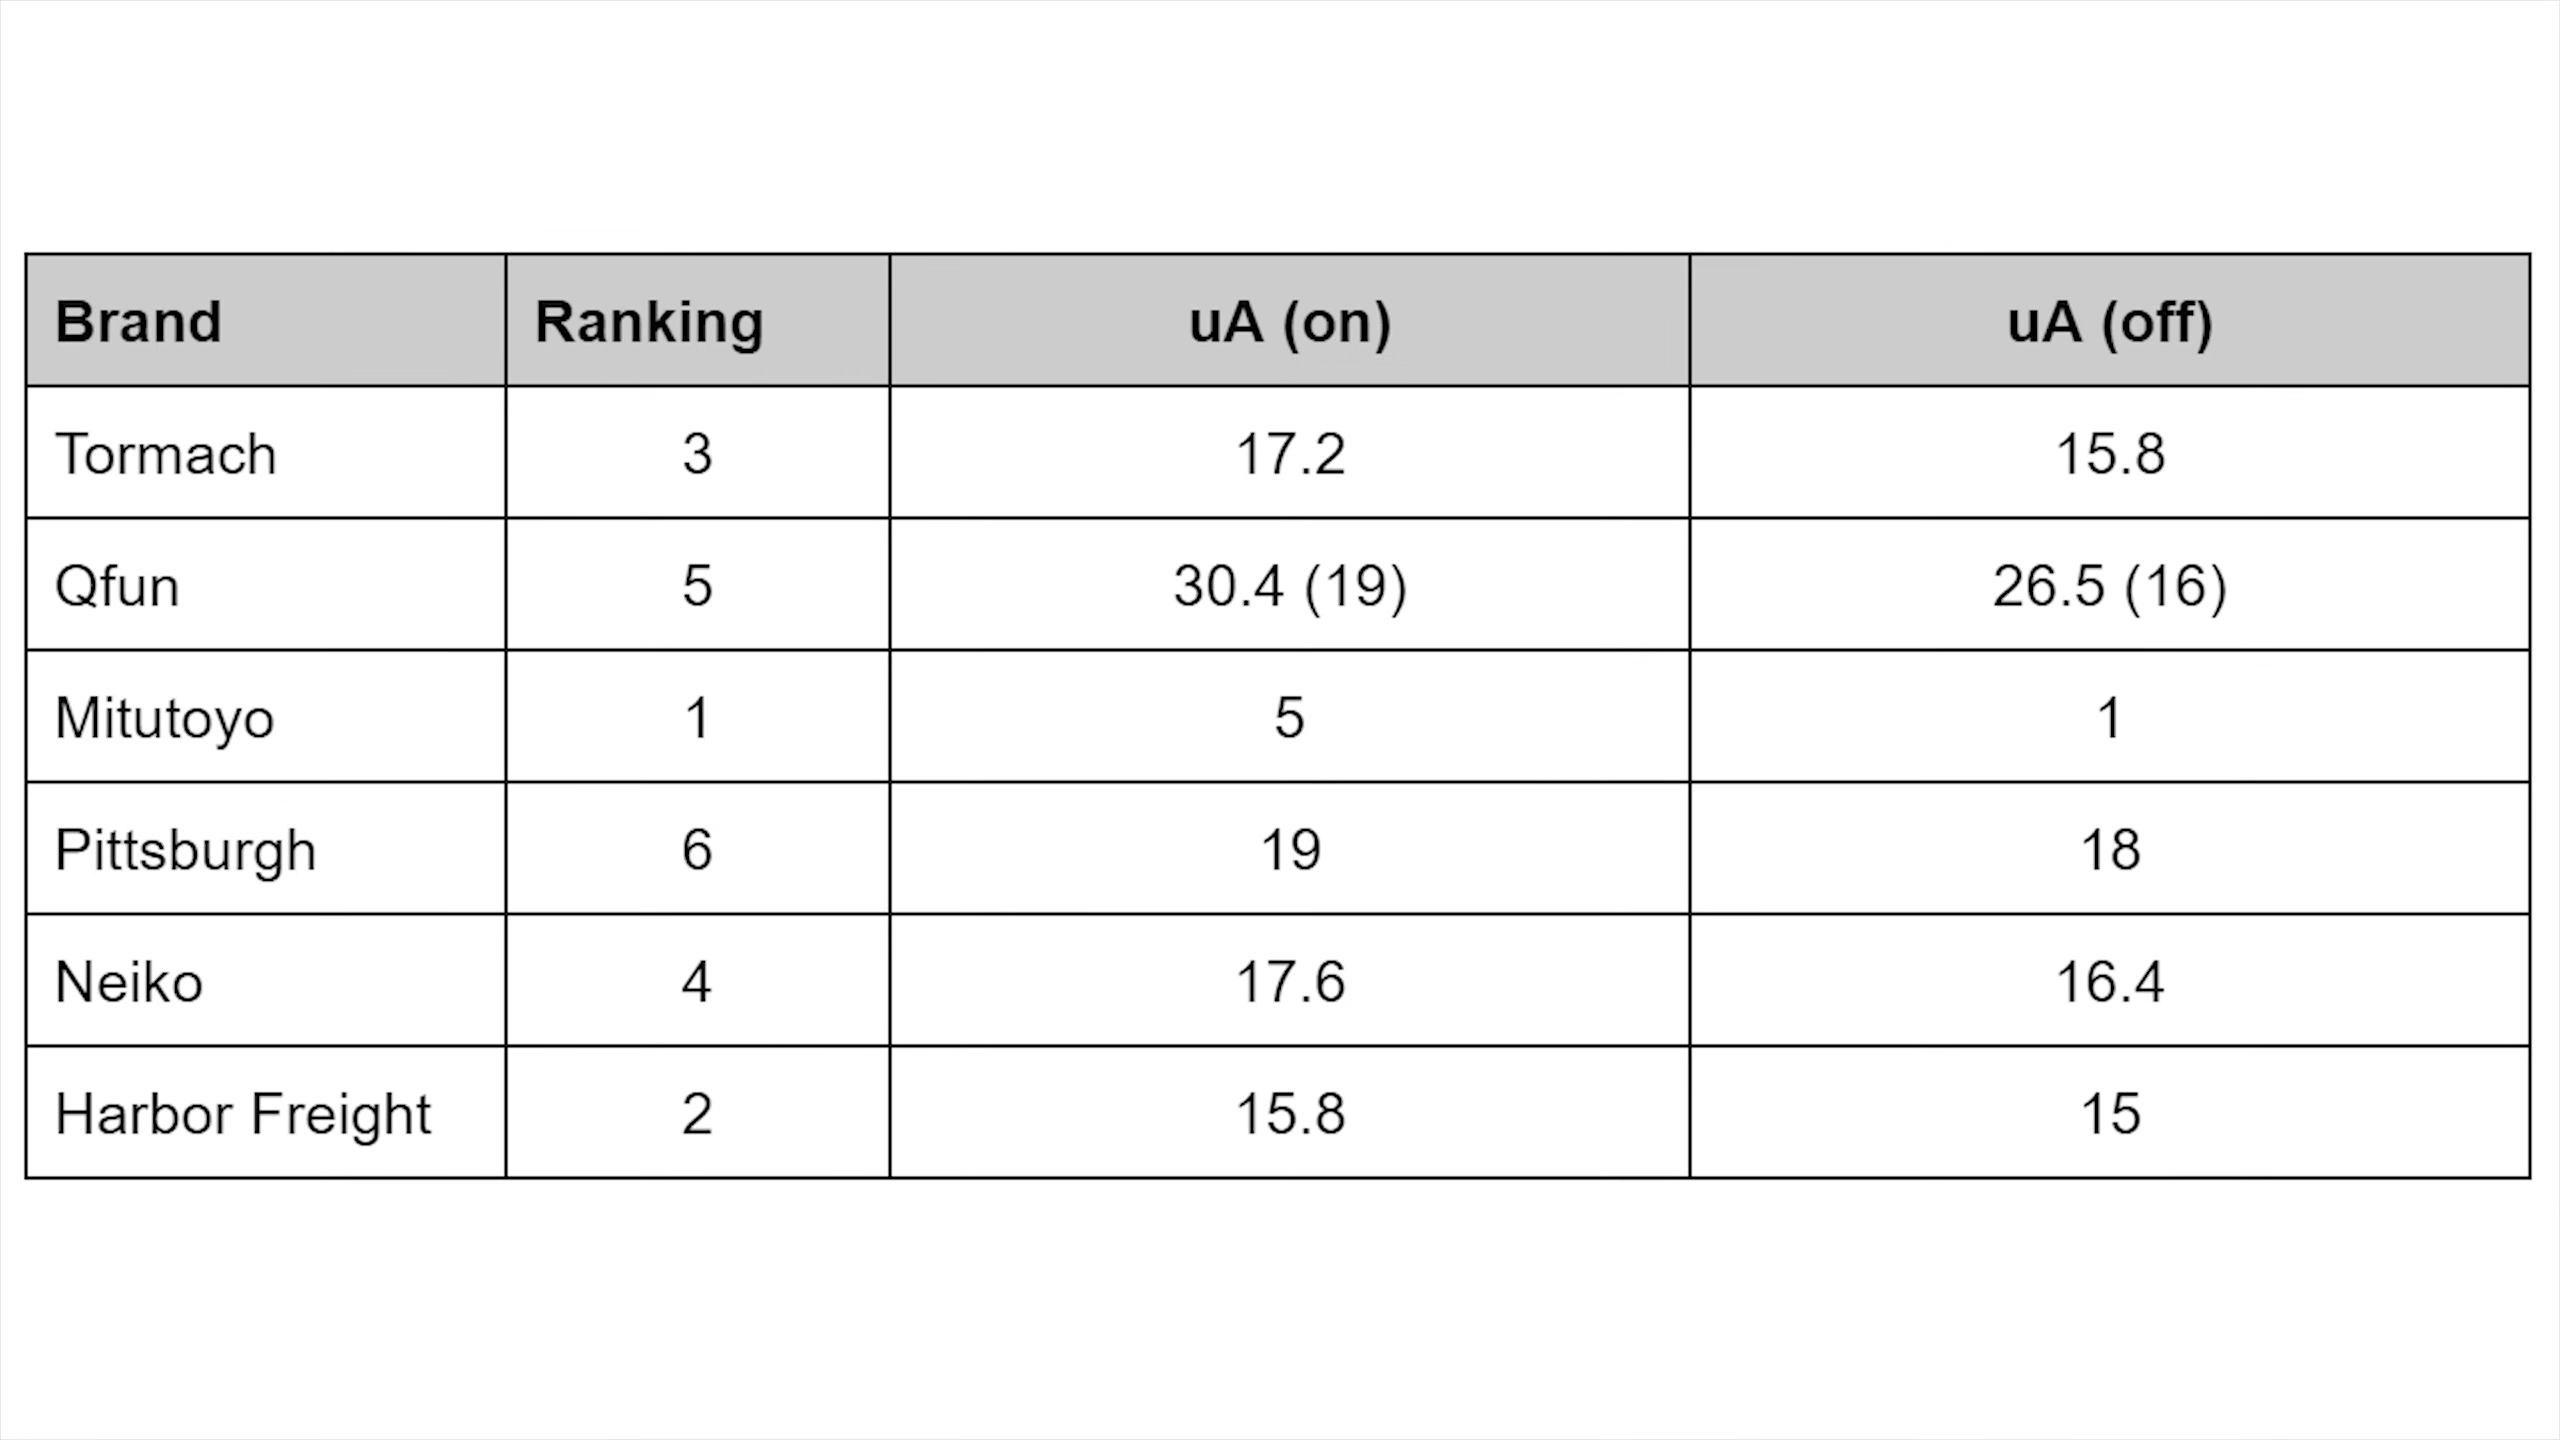 Brand Ranking uA (on) uA (off)
Tormach 3 17.2 15.8
Qfun 5 30.4 (19) 26.5 (16)
Mitutoyo 1 5 1
Pittsburgh 6 19 18
Neiko 4 17.6 16.4
Harbor Freight 2 15.8 15